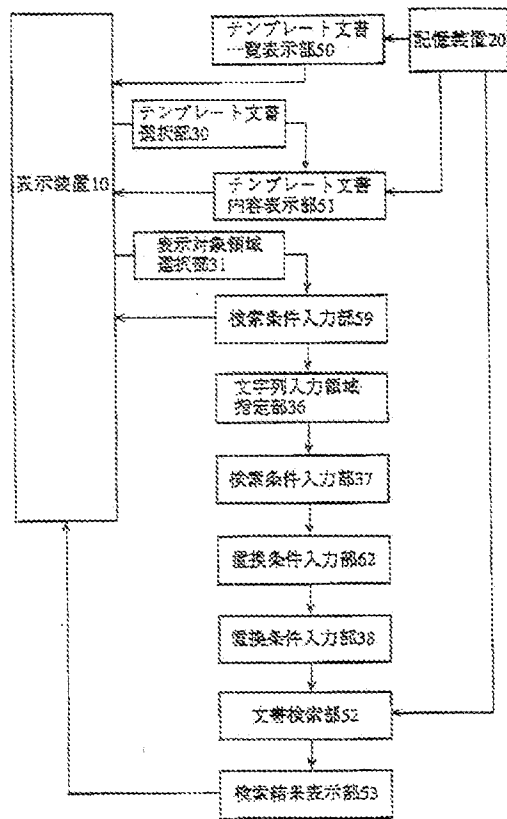 テンプレート文書
一覧表示部50
記憶装置20
テンプレート文書
選択部30
表示装置10
テンプレート文書
内容表示部51
表示対象領域
選択部31
検索条件入力部59
文字列入力領域
指定部36
検索条件入力部37
置換条件入力部62
置換条件入力部38
文書検索部52
検索結果表示部53